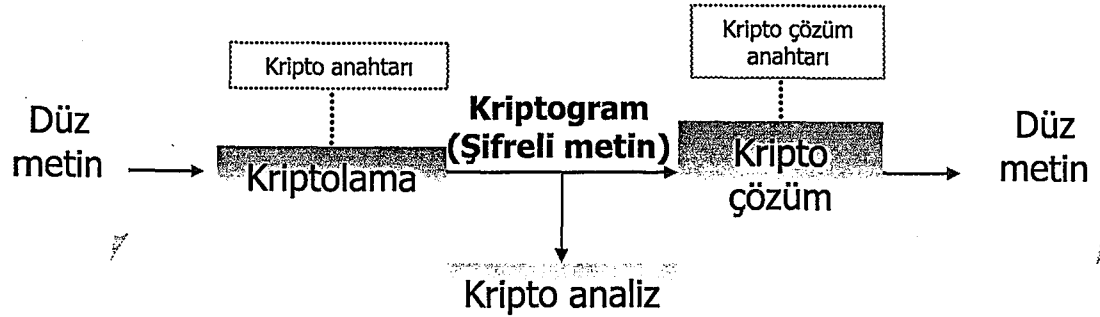 Kripto anahtarı
Kripto çözüm
anahtarı
Düz
metin
Kriptolama
Kriptogram
(Şifreli metin)
Kripto
çözüm
Düz
metin
Kripto analiz